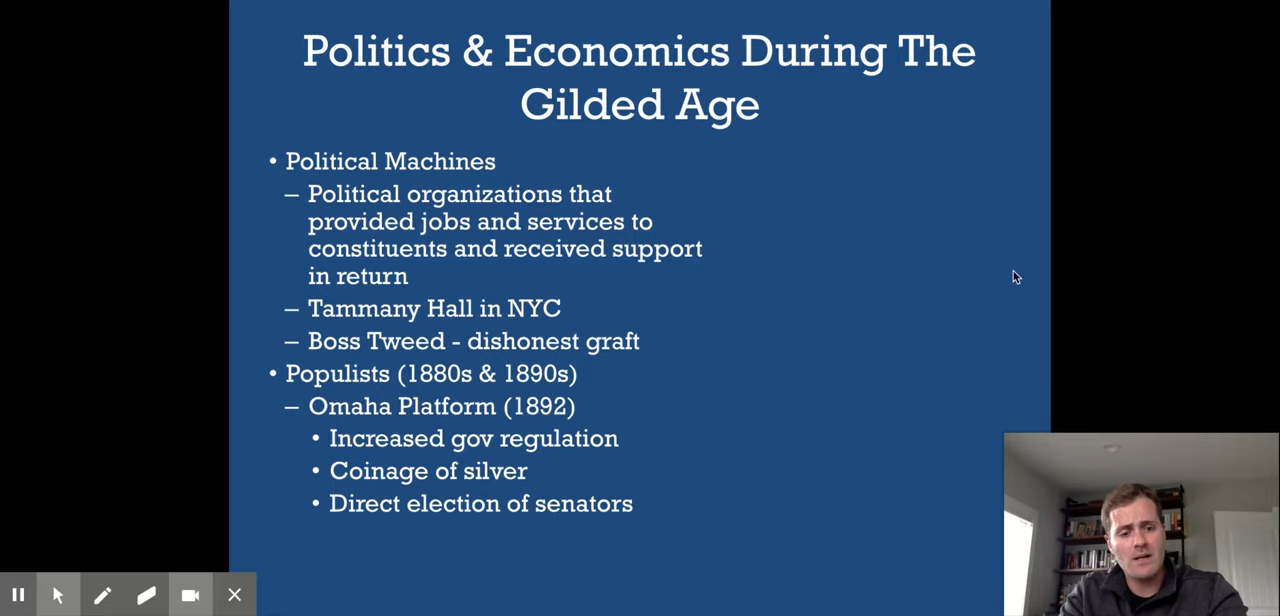 Politics & Economics During The
Gilded Age
• Political Machines
– Political organizations that
provided jobs and services to
constituents and received support
in return
– Tammany Hall in NYC
– Boss Tweed - dishonest graft
• Populists (1880s & 1890s)
– Omaha Platform (1892)
• Increased gov regulation
• Coinage of silver
• Direct election of senators